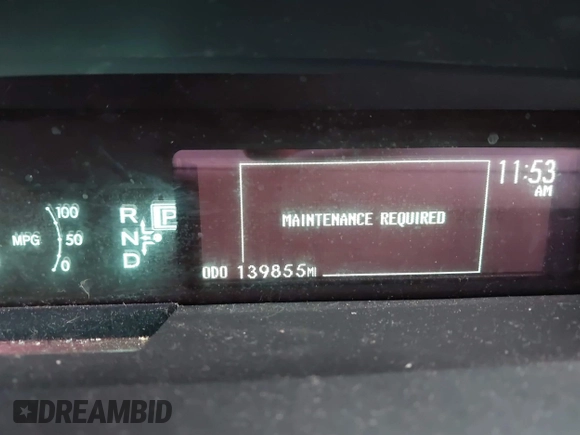 100
MPG 50
0
R
N
D
P
MAINTENANCE REQUIRED
11:53
AM
ODO 139855MI
DREAMBID